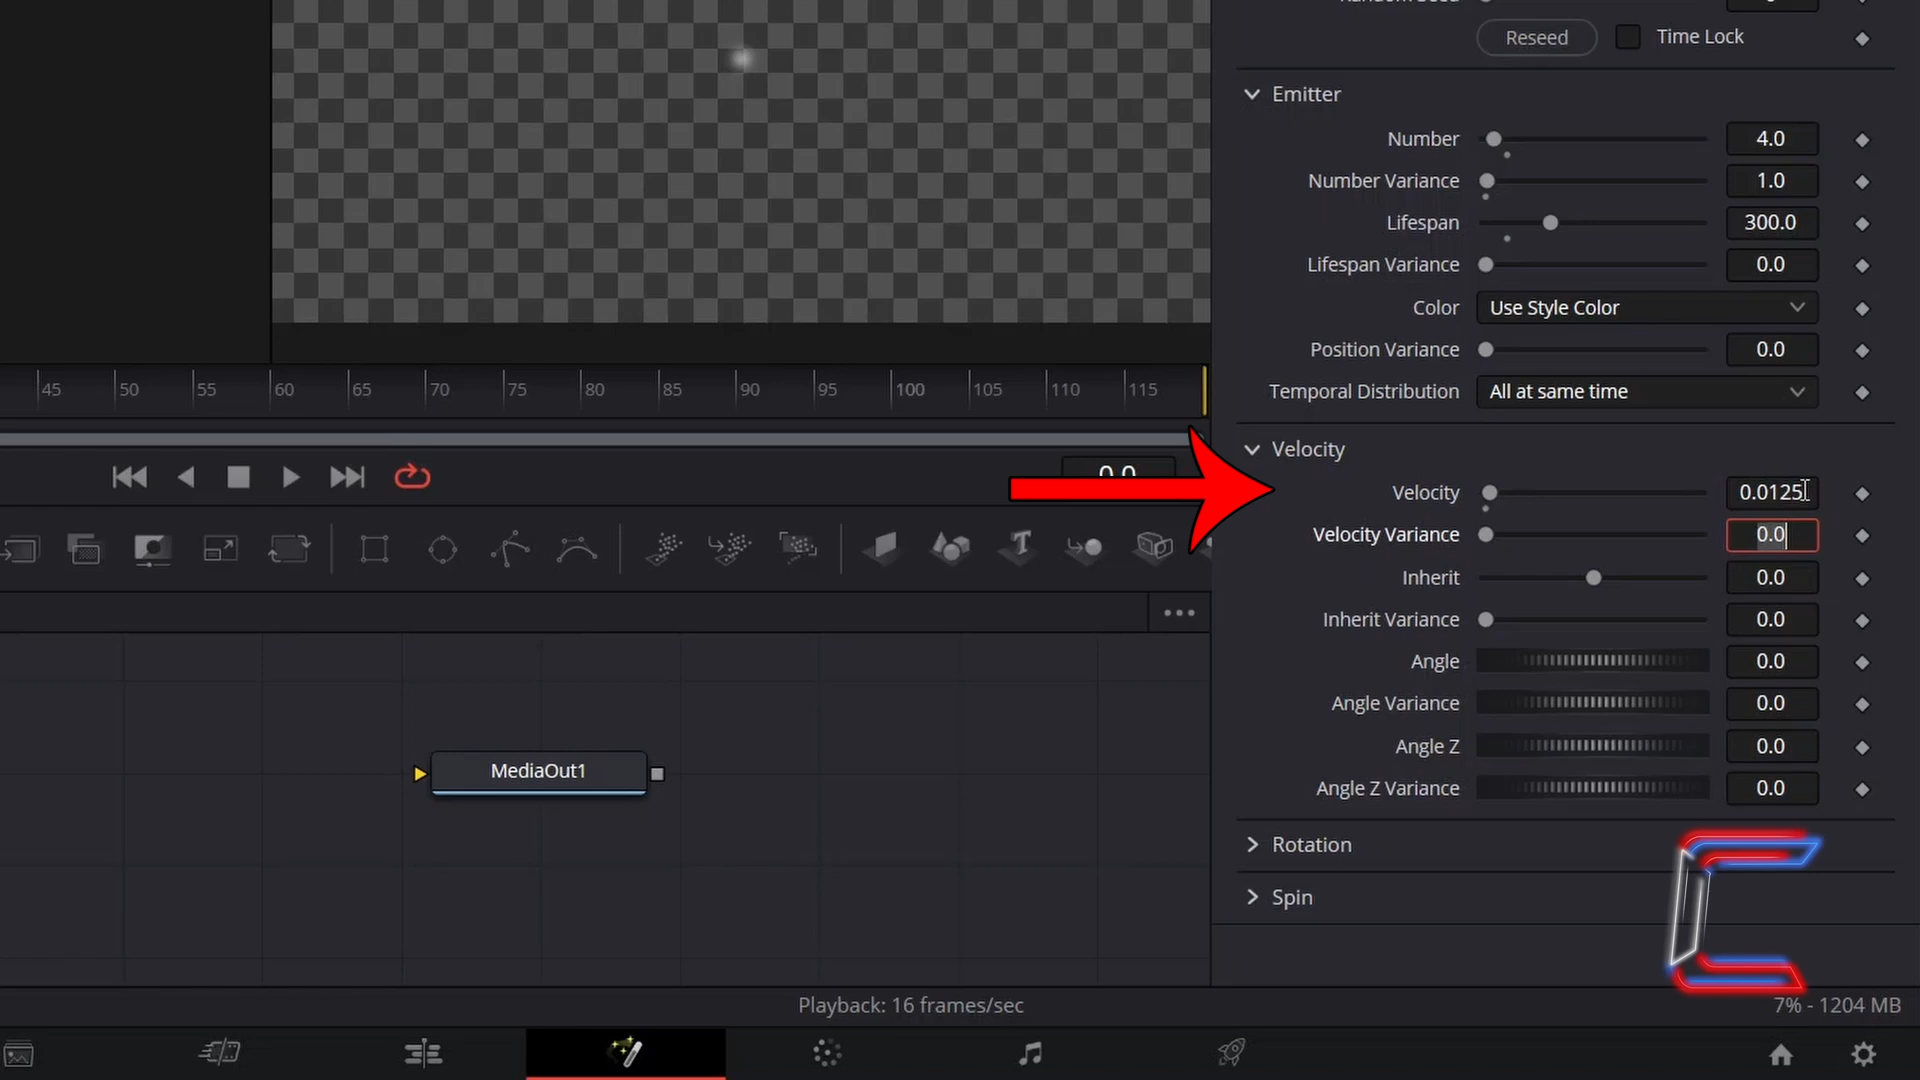 Reseed
Time Lock
Emitter
Number 4.0
Number Variance 1.0
Lifespan 300.0
Lifespan Variance 0.0
Color Use Style Color
Position Variance 0.0
Temporal Distribution All at same time
45 50 55 60 65 70 75 80 85 90 95 100 105 110 115
Velocity
Velocity 0.0125
Velocity Variance 0.0
Inherit 0.0
Inherit Variance 0.0
Angle 0.0
Angle Variance 0.0
Angle Z 0.0
Angle Z Variance 0.0
MediaOut1
Rotation
Spin
Playback: 16 frames/sec
7% - 1204 MB